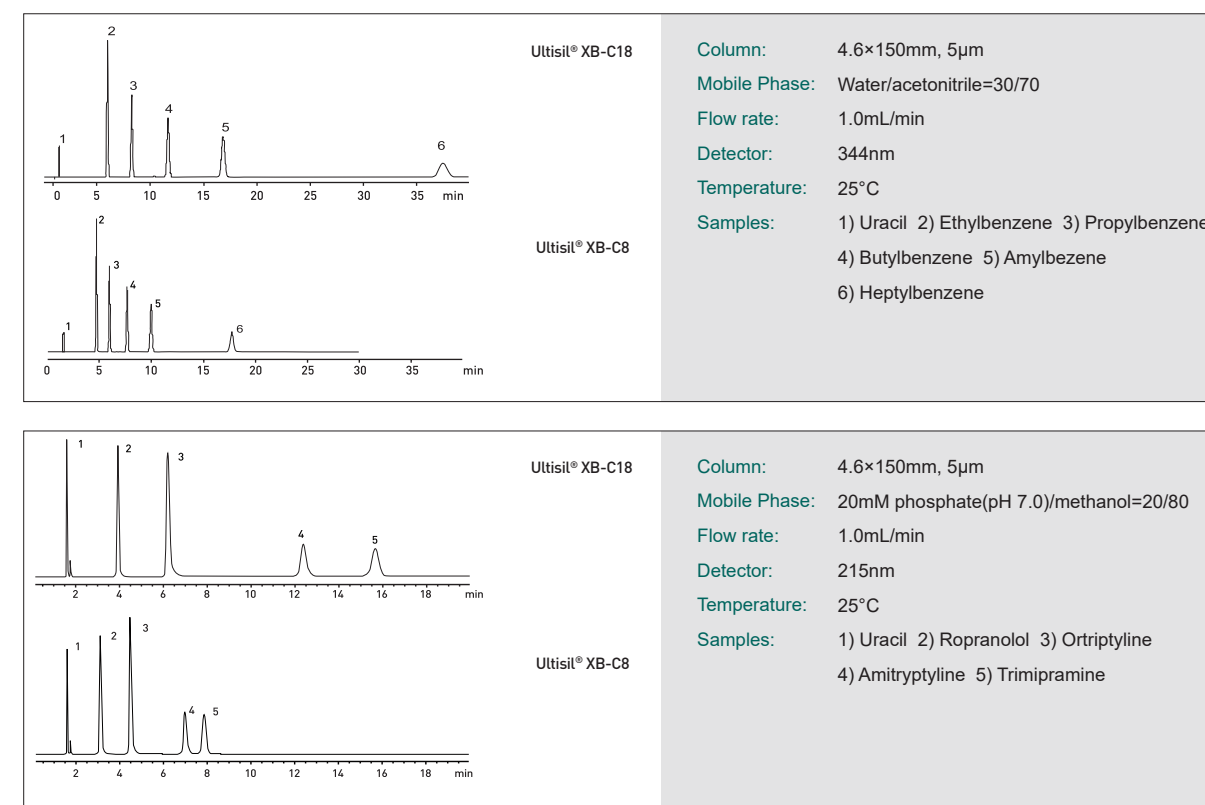 2
3
4
5
6
1
Ultisil® XB-C18
0 5 10 15 20 25 30 35 min
2
3
4
5
1
6
Ultisil® XB-C8
0 5 10 15 20 25 30 35 min
Column: 4.6×150mm, 5μm
Mobile Phase: Water/acetonitrile=30/70
Flow rate: 1.0mL/min
Detector: 344nm
Temperature: 25°C
Samples: 1) Uracil 2) Ethylbenzene 3) Propylbenzene
4) Butylbenzene 5) Amylbezene
6) Heptylbenzene
1
2
3
4
5
Ultisil® XB-C18
2 4 6 8 10 12 14 16 18 min
1
2
3
4
5
Ultisil® XB-C8
2 4 6 8 10 12 14 16 18 min
Column: 4.6×150mm, 5μm
Mobile Phase: 20mM phosphate(pH 7.0)/methanol=20/80
Flow rate: 1.0mL/min
Detector: 215nm
Temperature: 25°C
Samples: 1) Uracil 2) Ropranolol 3) Ortriptyline
4) Amitryptyline 5) Trimipramine